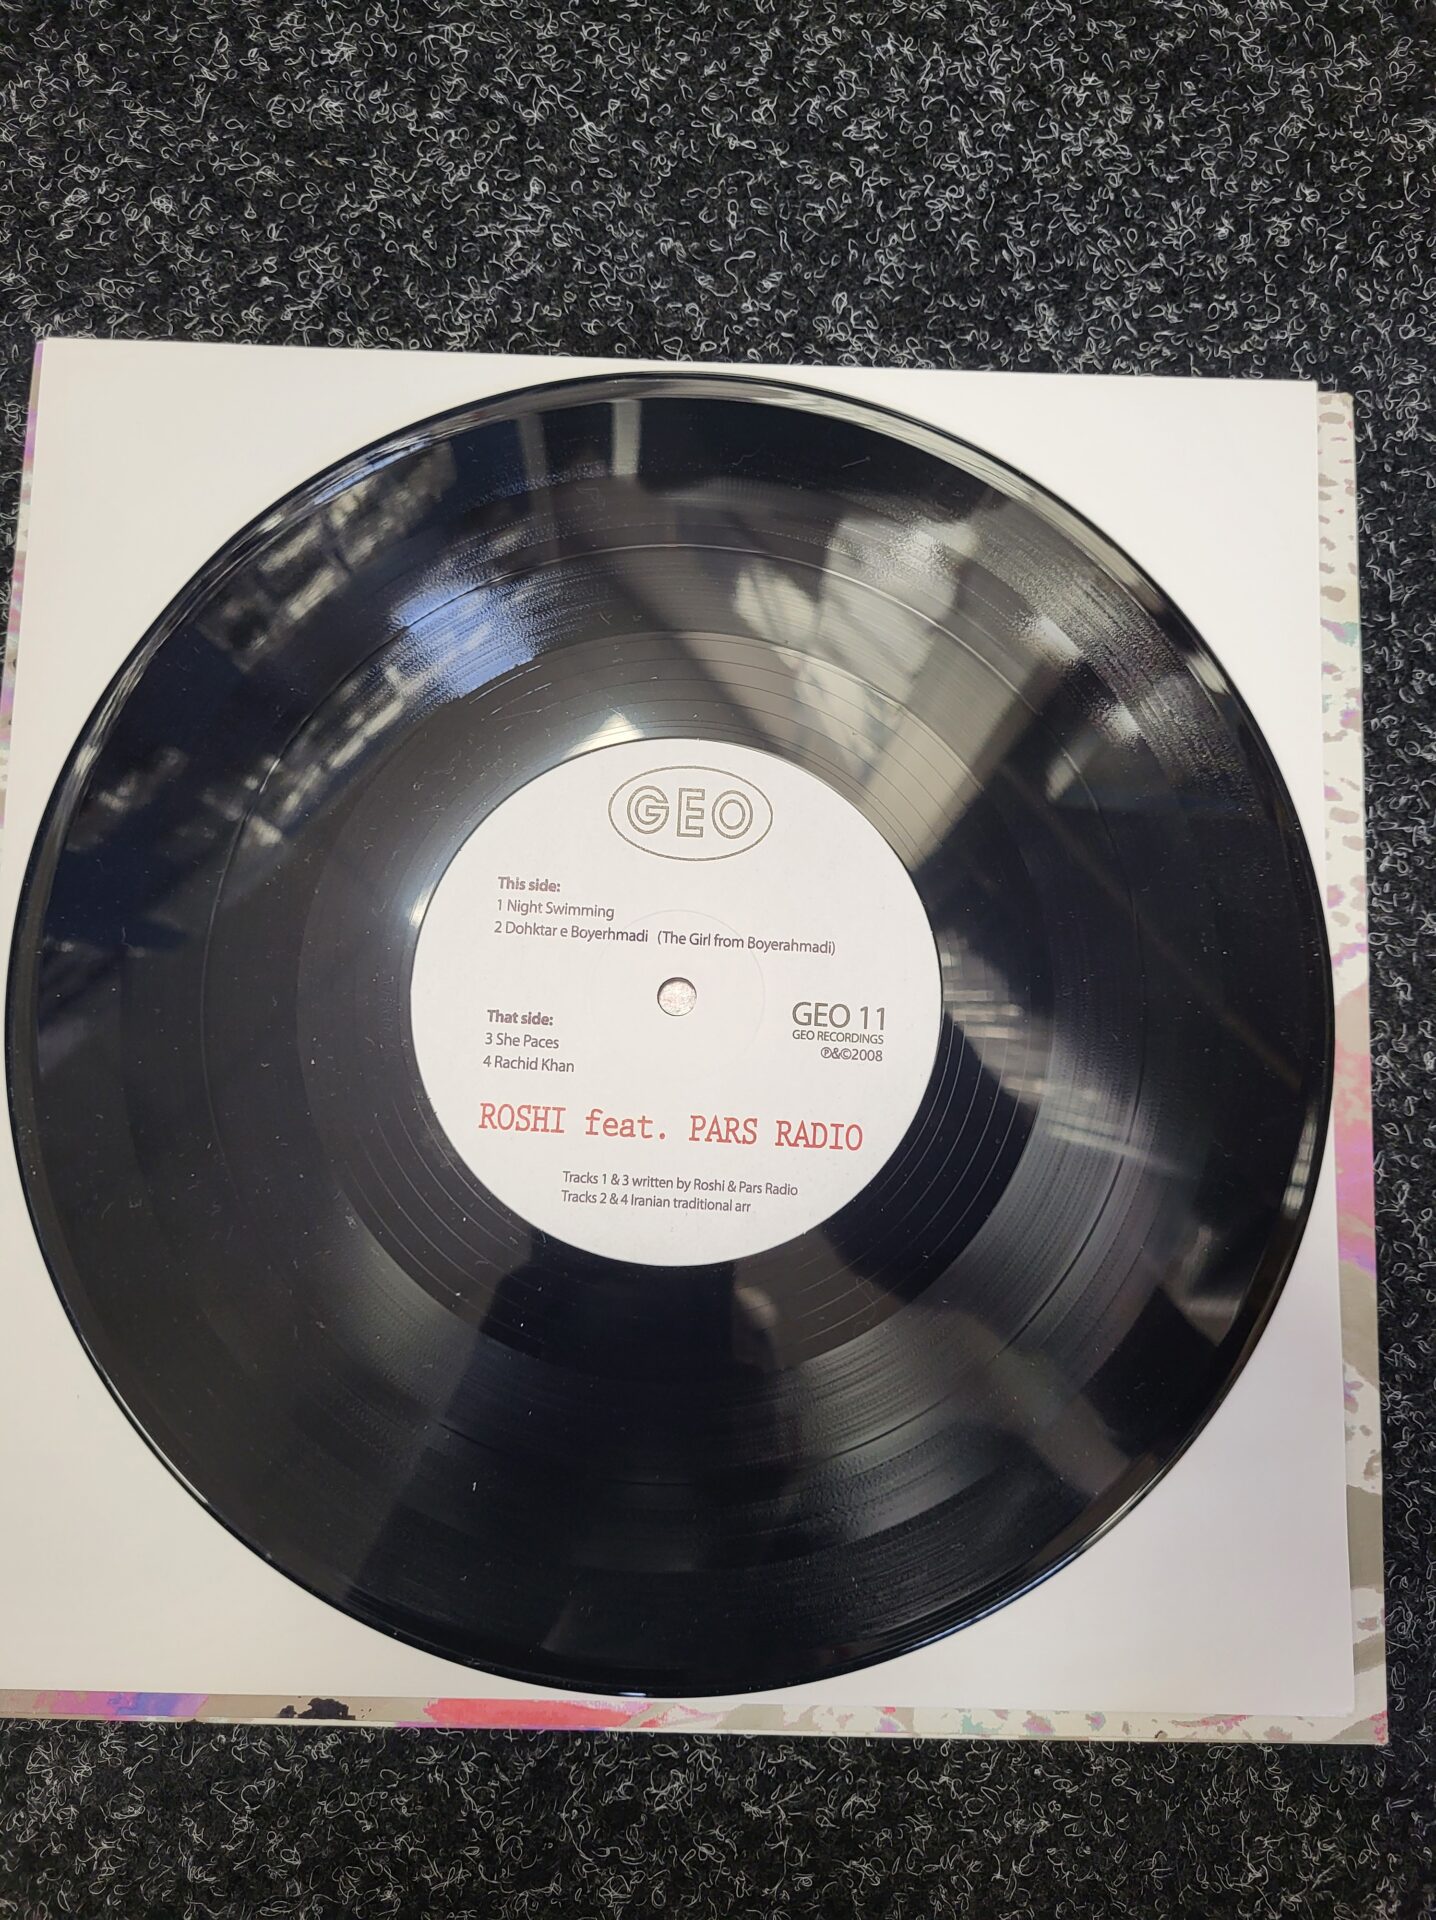 GEO
This side:
1 Night Swimming
2 Dohktar e Boyerhmadi (The Girl from Boyerahmadi)
That side:
3 She Paces
4 Rachid Khan
GEO 11
GEO RECORDINGS
℗&©2008
ROSHI feat. PARS RADIO
Tracks 1 & 3 written by Roshi & Pars Radio
Tracks 2 & 4 Iranian traditional arr